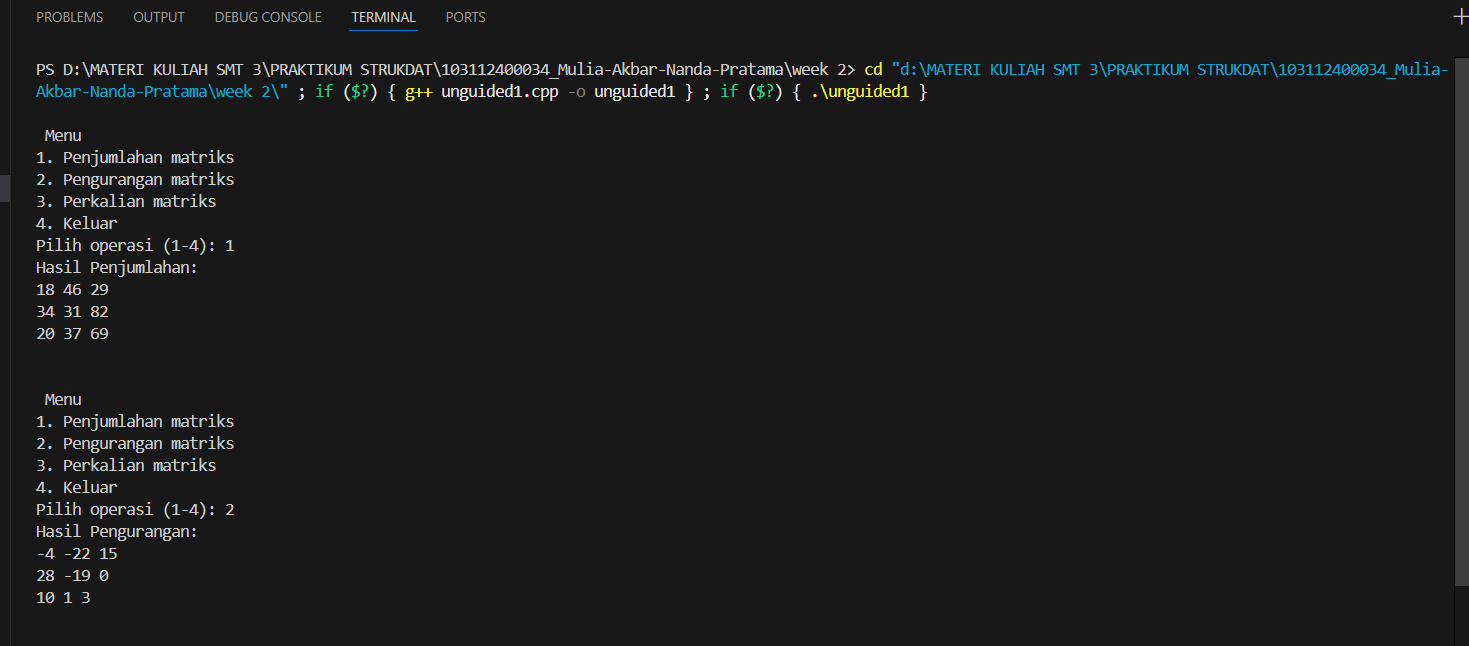 PROBLEMS OUTPUT DEBUG CONSOLE TERMINAL PORTS
PS D:\MATERI KULIAH SMT 3\PRAKTIKUM STRUKDAT\103112400034_Mulia-Akbar-Nanda-Pratama\week 2> cd "d:\MATERI KULIAH SMT 3\PRAKTIKUM STRUKDAT\103112400034_Mulia-
Akbar-Nanda-Pratama\week 2\" ; if ($?) { g++ unguided1.cpp -o unguided1 } ; if ($?) { .\unguided1 }
Menu
1. Penjumlahan matriks
2. Pengurangan matriks
3. Perkalian matriks
4. Keluar
Pilih operasi (1-4): 1
Hasil Penjumlahan:
18 46 29
34 31 82
20 37 69
Menu
1. Penjumlahan matriks
2. Pengurangan matriks
3. Perkalian matriks
4. Keluar
Pilih operasi (1-4): 2
Hasil Pengurangan:
-4 -22 15
28 -19 0
10 1 3